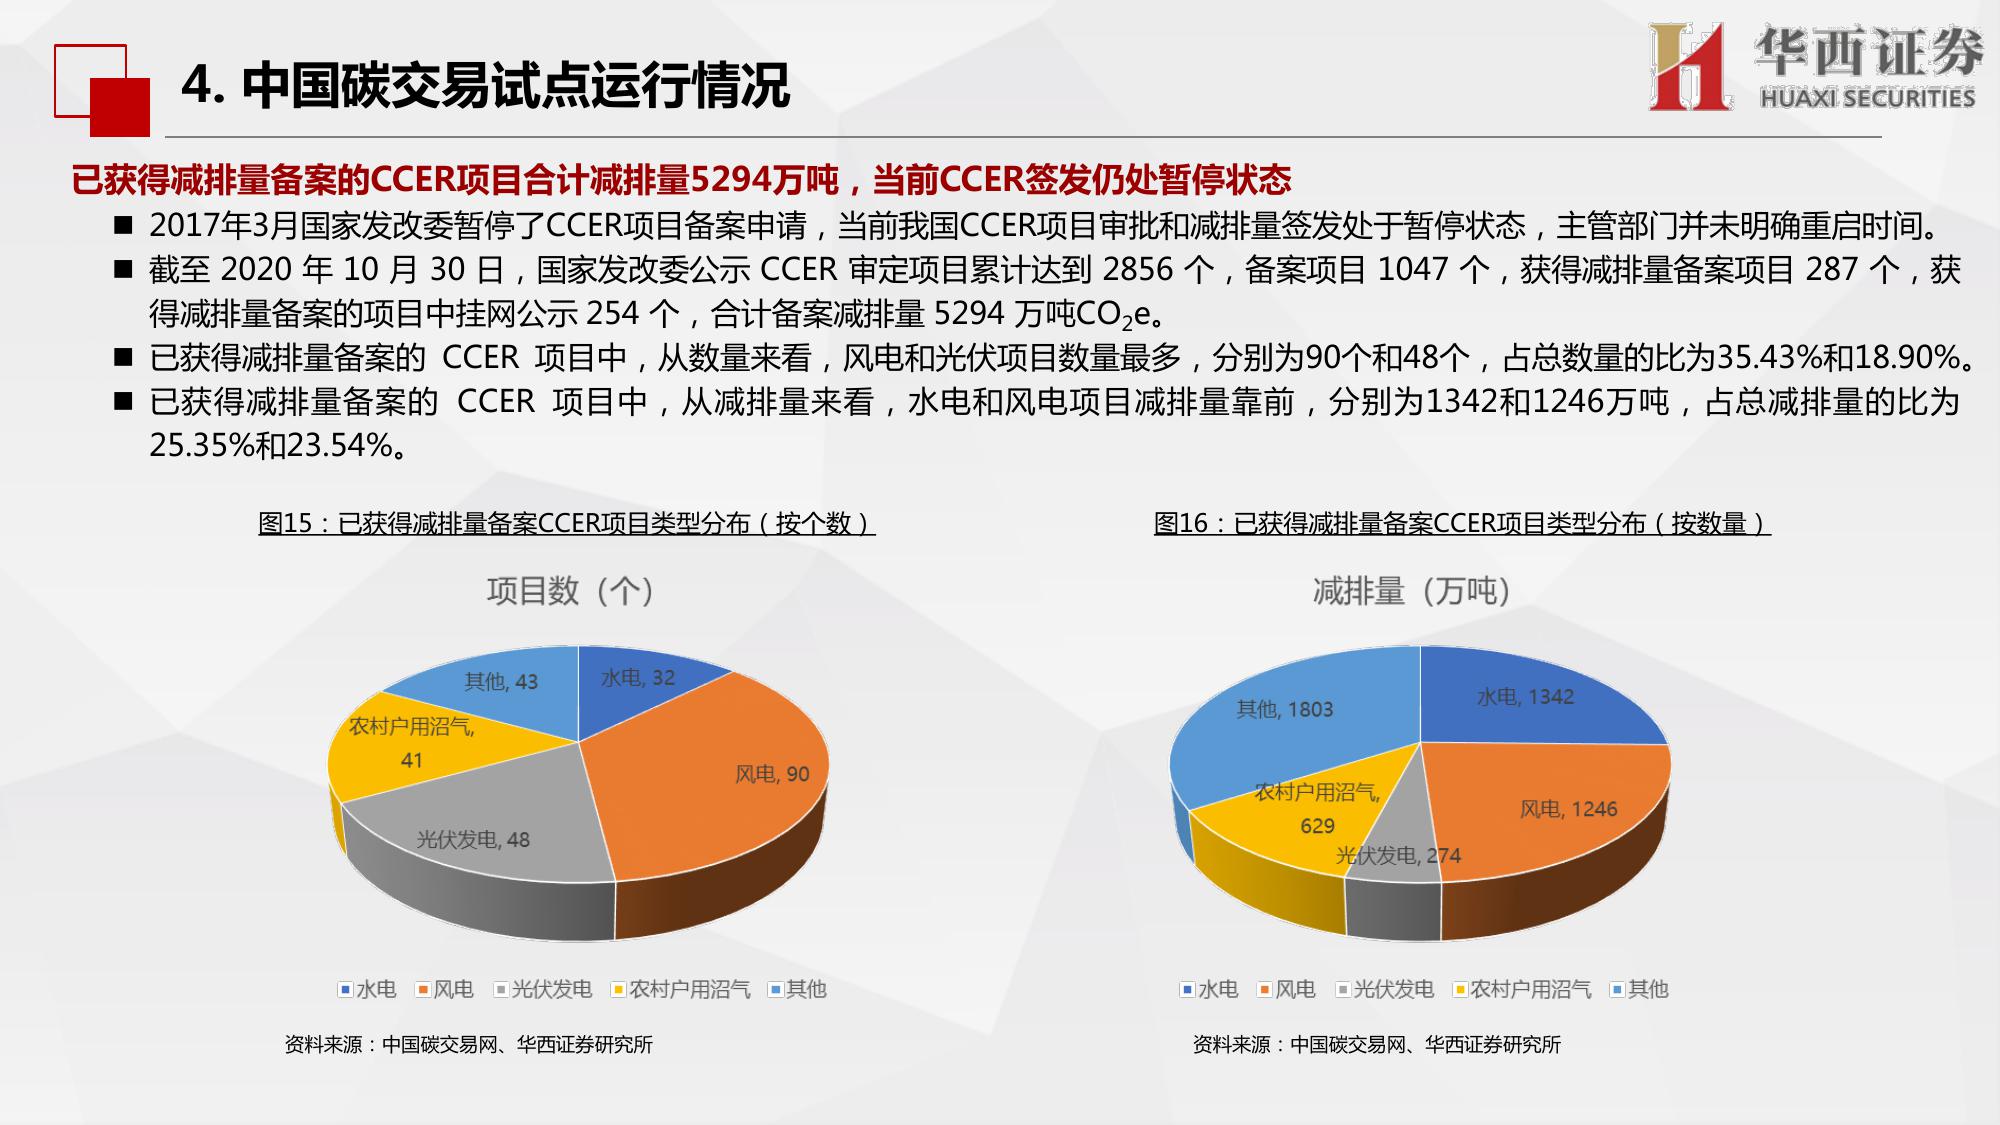 4. 中国碳交易试点运行情况
华西证券
HUAXI SECURITIES
已获得减排量备案的CCER项目合计减排量5294万吨，当前CCER签发仍处暂停状态
■ 2017年3月国家发改委暂停了CCER项目备案申请，当前我国CCER项目审批和减排量签发处于暂停状态，主管部门并未明确重启时间。
■ 截至 2020 年 10 月 30 日，国家发改委公示 CCER 审定项目累计达到 2856 个，备案项目 1047 个，获得减排量备案项目 287 个，获
得减排量备案的项目中挂网公示 254 个，合计备案减排量 5294 万吨CO₂e。
■ 已获得减排量备案的 CCER 项目中，从数量来看，风电和光伏项目数量最多，分别为90个和48个，占总数量的比为35.43%和18.90%。
■ 已获得减排量备案的 CCER 项目中，从减排量来看，水电和风电项目减排量靠前，分别为1342和1246万吨，占总减排量的比为
25.35%和23.54%。
图15：已获得减排量备案CCER项目类型分布（按个数）
项目数（个）
其他, 43
水电, 32
农村户用沼气,
41
风电, 90
光伏发电, 48
水电 风电 光伏发电 农村户用沼气 其他
资料来源：中国碳交易网、华西证券研究所
图16：已获得减排量备案CCER项目类型分布（按数量）
减排量（万吨）
其他, 1803
水电, 1342
农村户用沼气,
629
风电, 1246
光伏发电, 274
水电 风电 光伏发电 农村户用沼气 其他
资料来源：中国碳交易网、华西证券研究所